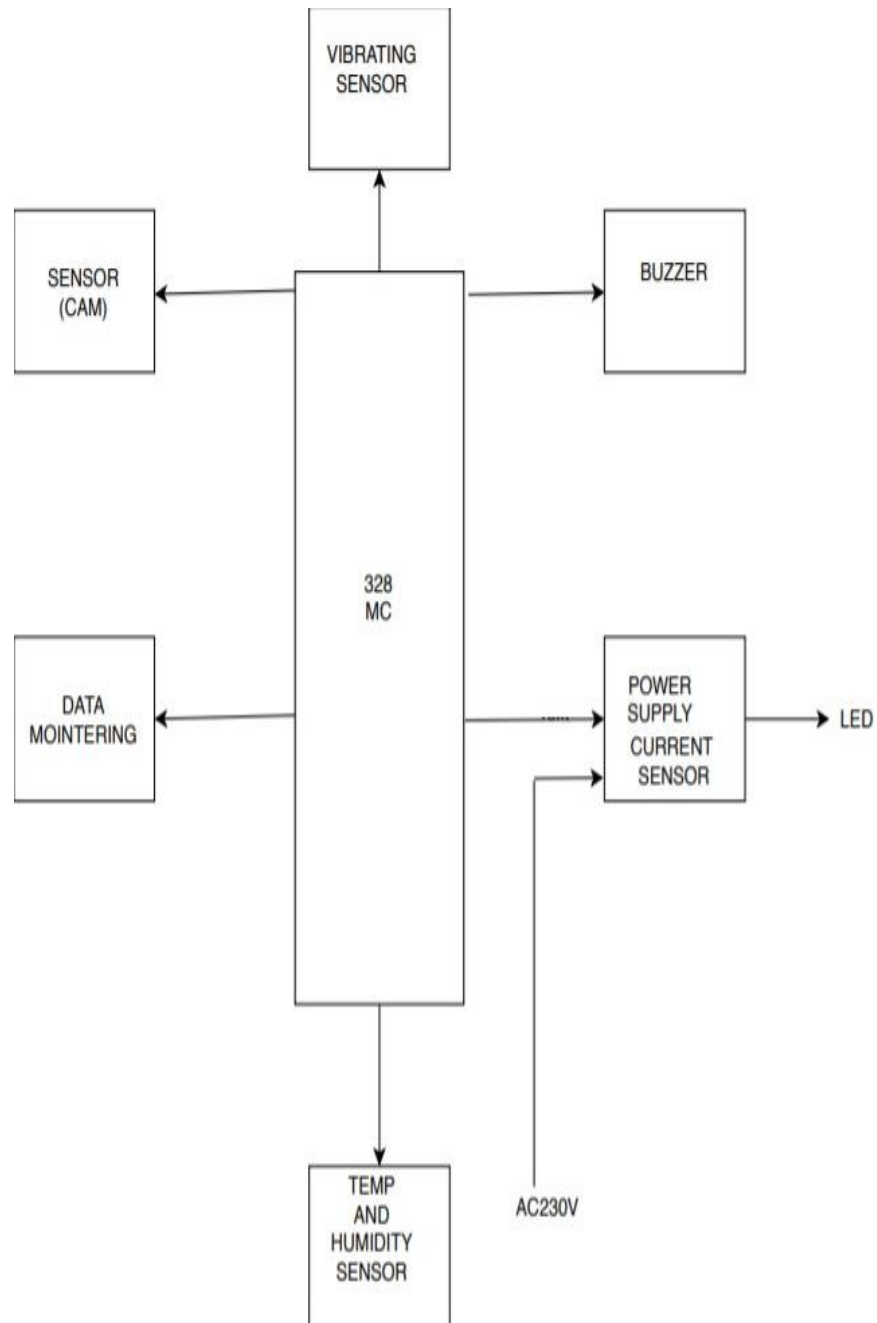 VIBRATING
SENSOR
SENSOR
(CAM)
BUZZER
328
MC
DATA
MOINTERING
POWER
SUPPLY
CURRENT
SENSOR
LED
TEMP
AND
HUMIDITY
SENSOR
AC230V